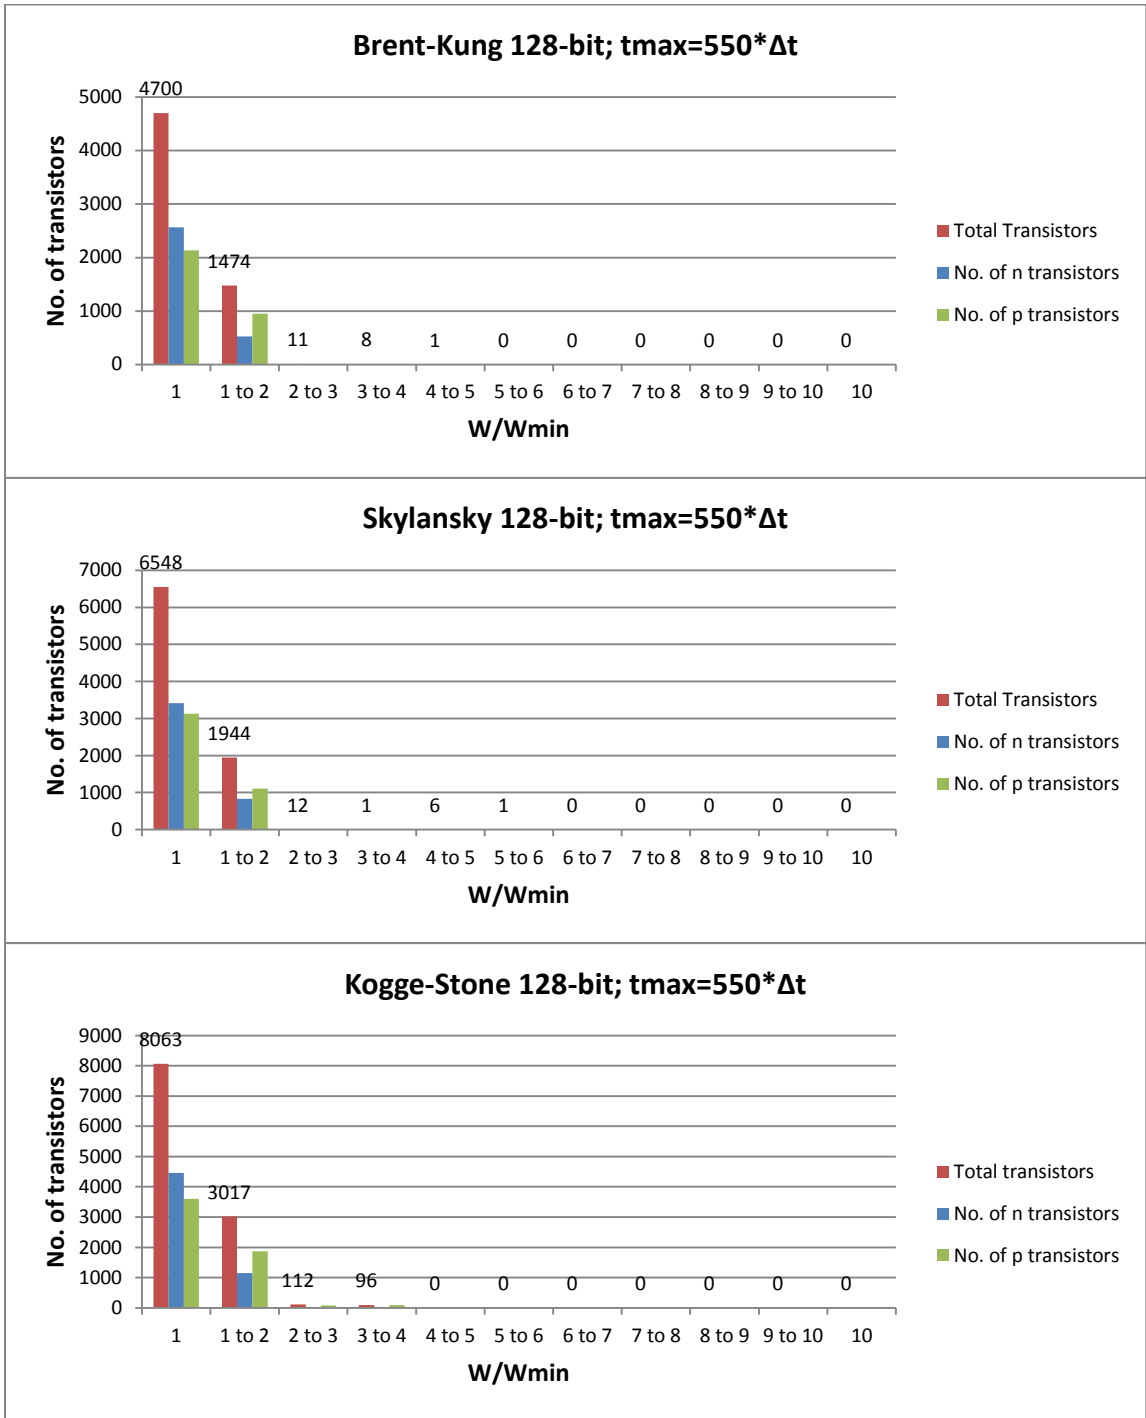 Brent-Kung 128-bit; tmax=550*Δt
No. of transistors
5000
4000
3000
2000
1000
0
4700
1474
11 8 1 0 0 0 0 0 0
1 1 to 2 2 to 3 3 to 4 4 to 5 5 to 6 6 to 7 7 to 8 8 to 9 9 to 10 10
W/Wmin
Total Transistors
No. of n transistors
No. of p transistors
Skylansky 128-bit; tmax=550*Δt
No. of transistors
7000
6000
5000
4000
3000
2000
1000
0
6548
1944
12 1 6 1 0 0 0 0 0
1 1 to 2 2 to 3 3 to 4 4 to 5 5 to 6 6 to 7 7 to 8 8 to 9 9 to 10 10
W/Wmin
Total Transistors
No. of n transistors
No. of p transistors
Kogge-Stone 128-bit; tmax=550*Δt
No. of transistors
9000
8000
7000
6000
5000
4000
3000
2000
1000
0
8063
3017
112 96 0 0 0 0 0 0 0
1 1 to 2 2 to 3 3 to 4 4 to 5 5 to 6 6 to 7 7 to 8 8 to 9 9 to 10 10
W/Wmin
Total transistors
No. of n transistors
No. of p transistors